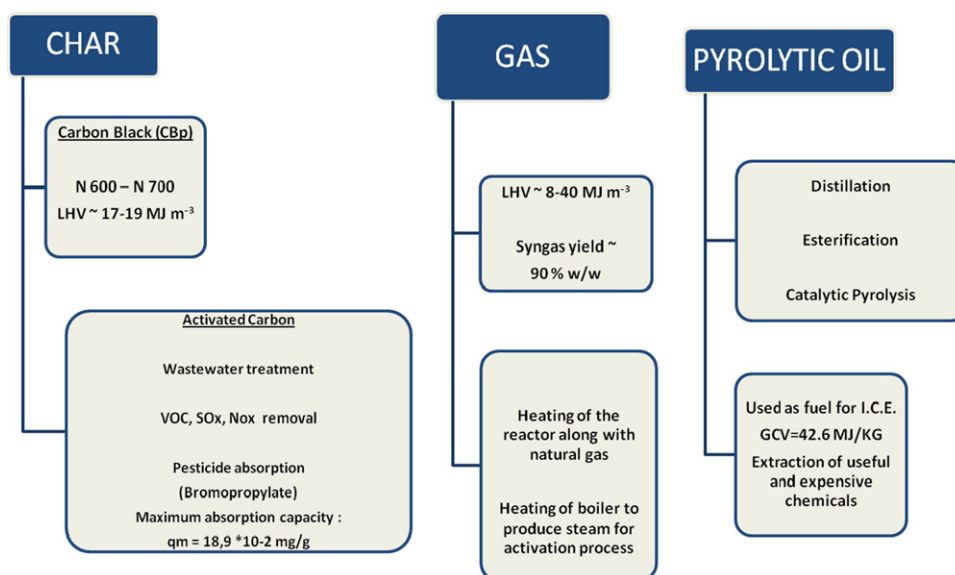 CHAR
Carbon Black (CBp)
N 600 – N 700
LHV ~ 17-19 MJ m⁻³
Activated Carbon
Wastewater treatment
VOC, SOx, Nox removal
Pesticide absorption
(Bromopropylate)
Maximum absorption capacity :
qm = 18,9 *10-2 mg/g
GAS
LHV ~ 8-40 MJ m⁻³
Syngas yield ~
90 % w/w
Heating of the
reactor along with
natural gas
Heating of boiler to
produce steam for
activation process
PYROLYTIC OIL
Distillation
Esterification
Catalytic Pyrolysis
Used as fuel for I.C.E.
GCV=42.6 MJ/KG
Extraction of useful
and expensive
chemicals